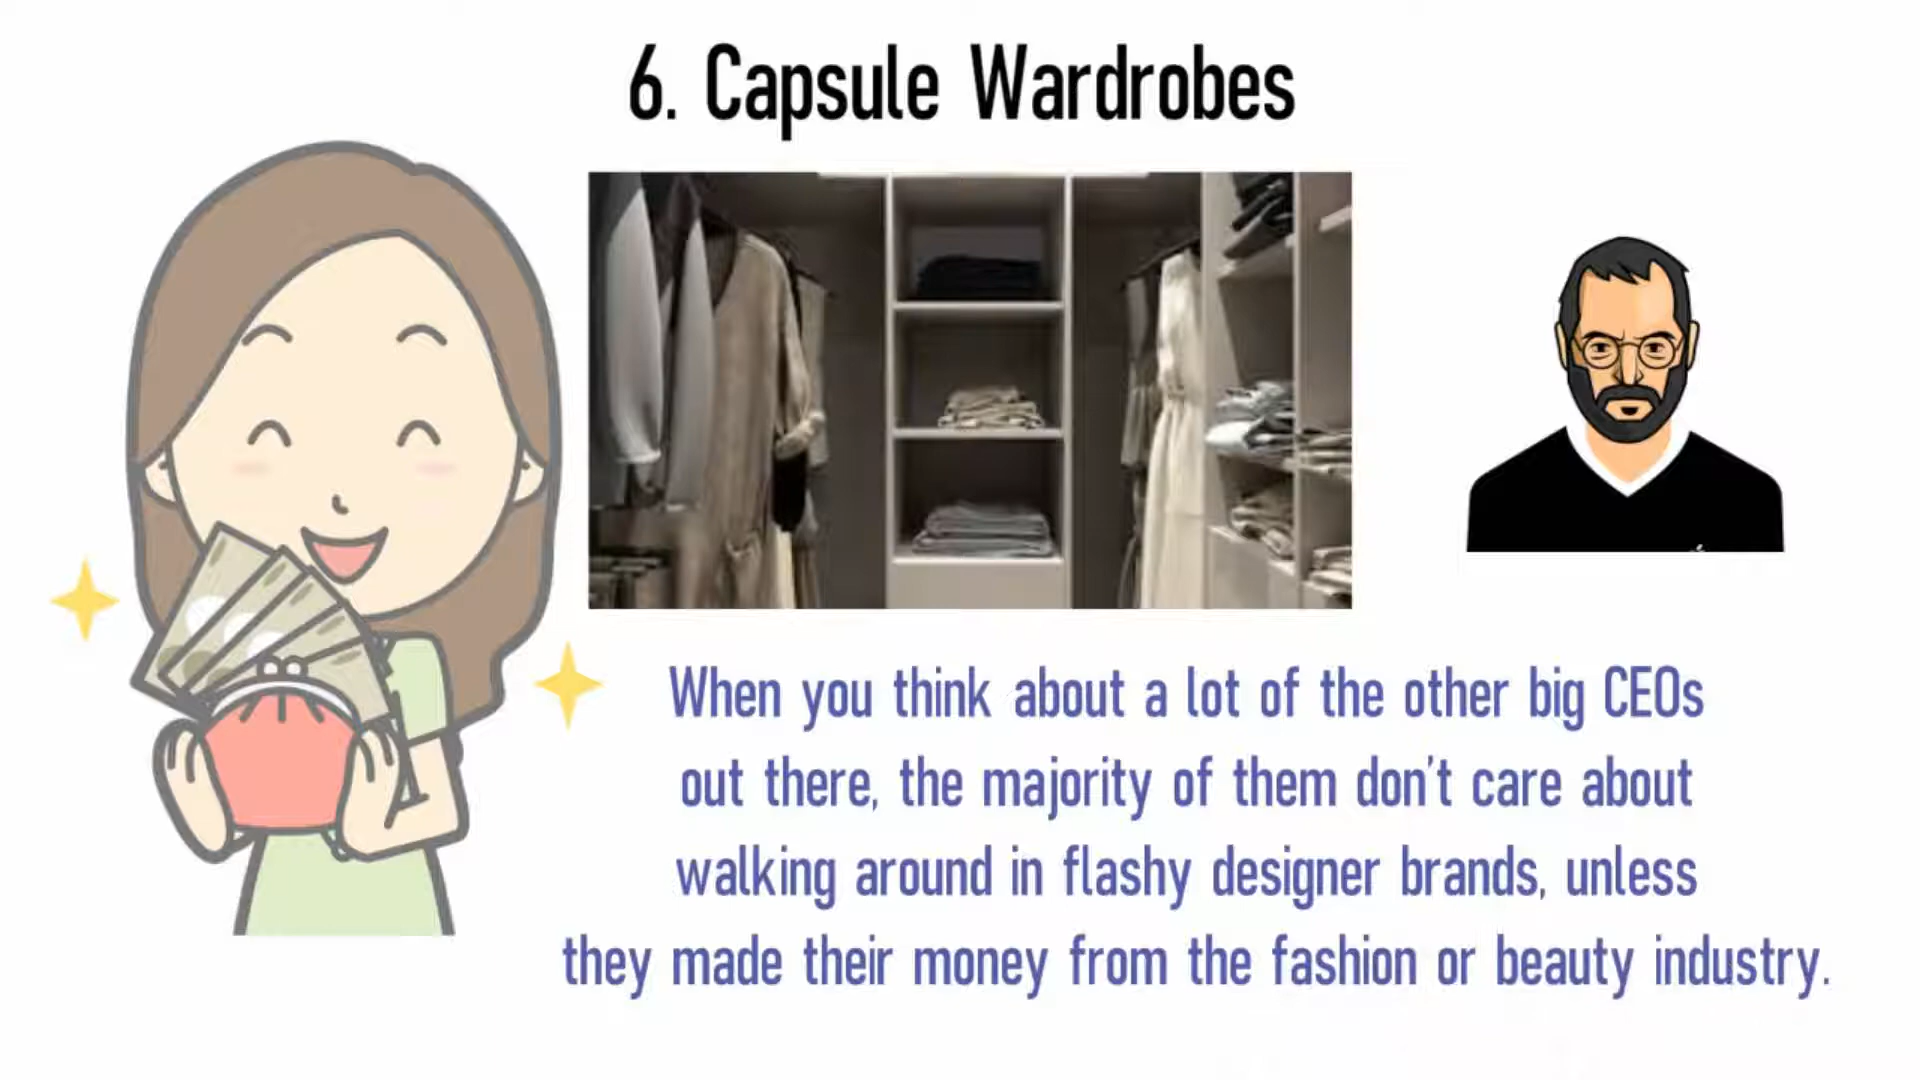 6. Capsule Wardrobes
When you think about a lot of the other big CEOs
out there, the majority of them don't care about
walking around in flashy designer brands, unless
they made their money from the fashion or beauty industry.